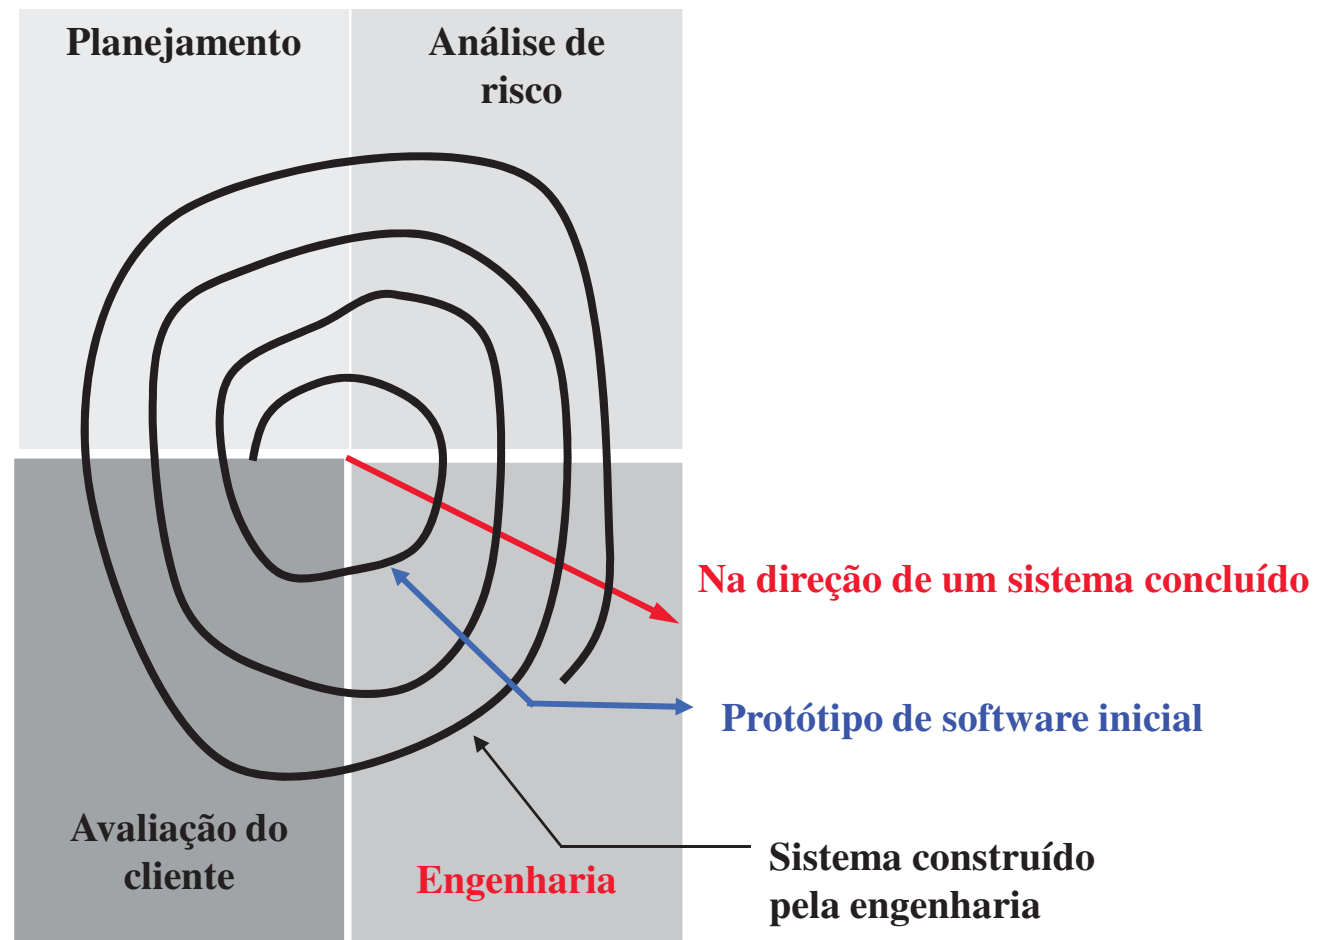 Planejamento
Análise de
risco
Na direção de um sistema concluído
Protótipo de software inicial
Avaliação do
cliente
Engenharia
Sistema construído
pela engenharia